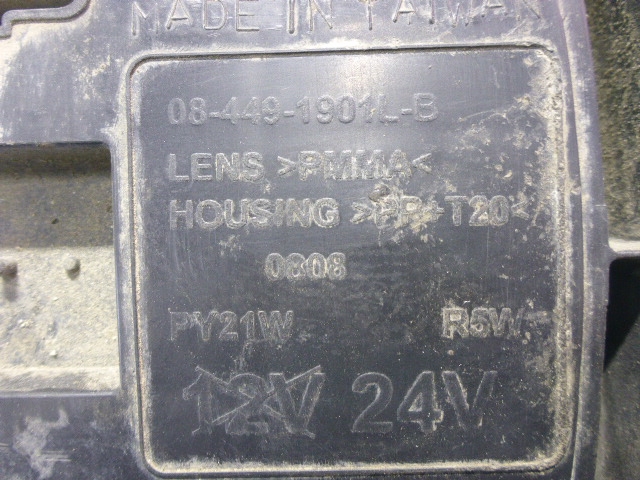 MADE IN TAIWAN
08-449-1901L-B
LENS >PMMA<
HOUSING >PP+T20<
0808
PY21W R5W
12V 24V